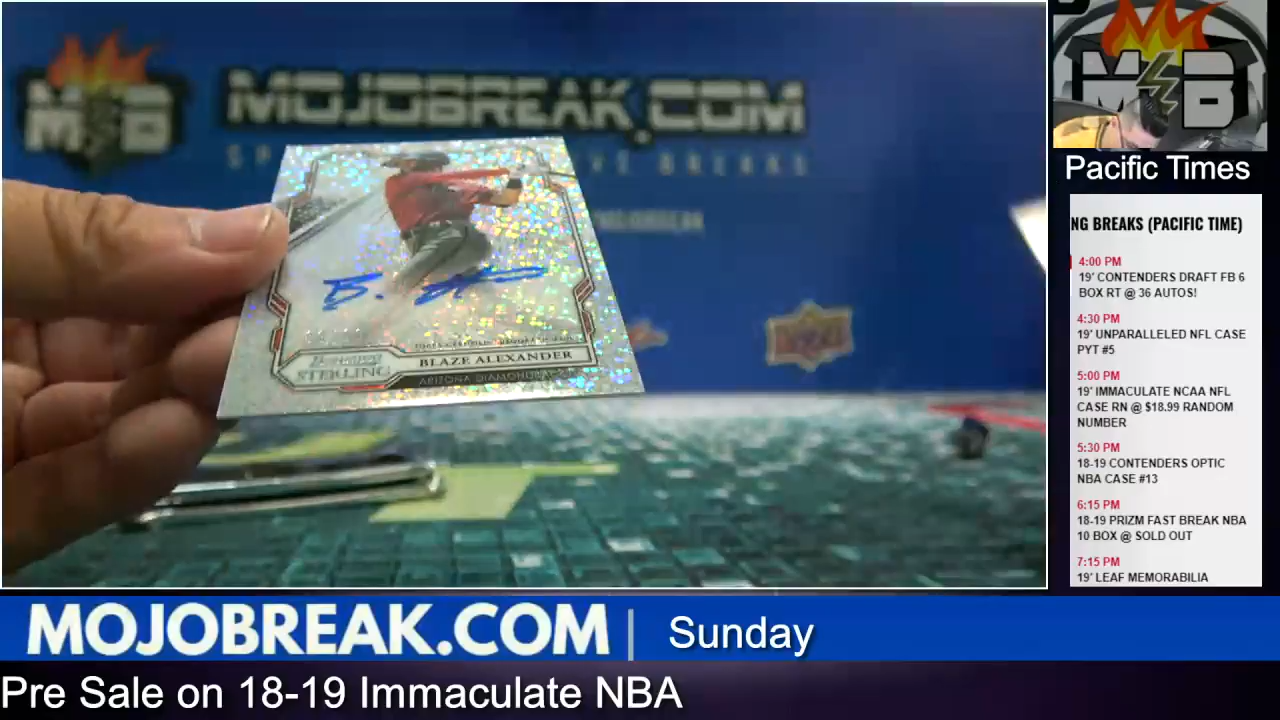 MB
MOJOBREAK.COM
MB
Pacific Times
NG BREAKS (PACIFIC TIME)
4:00 PM
19' CONTENDERS DRAFT FB 6
BOX RT @ 36 AUTOS!
4:30 PM
19' UNPARALLELED NFL CASE
PYT #5
5:00 PM
19' IMMACULATE NCAA NFL
CASE RN @ $18.99 RANDOM
NUMBER
5:30 PM
18-19 CONTENDERS OPTIC
NBA CASE #13
6:15 PM
18-19 PRIZM FAST BREAK NBA
10 BOX @ SOLD OUT
7:15 PM
19' LEAF MEMORABILIA
B.
BOWMAN
STERLING
BLAZE ALEXANDER
ARIZONA DIAMONDBACKS
MOJOBREAK.COM | Sunday
Pre Sale on 18-19 Immaculate NBA